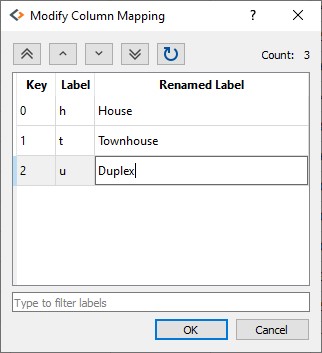 Modify Column Mapping
?
Count: 3
Key Label Renamed Label
0 h House
1 t Townhouse
2 u Duplex
Type to filter labels
OK Cancel